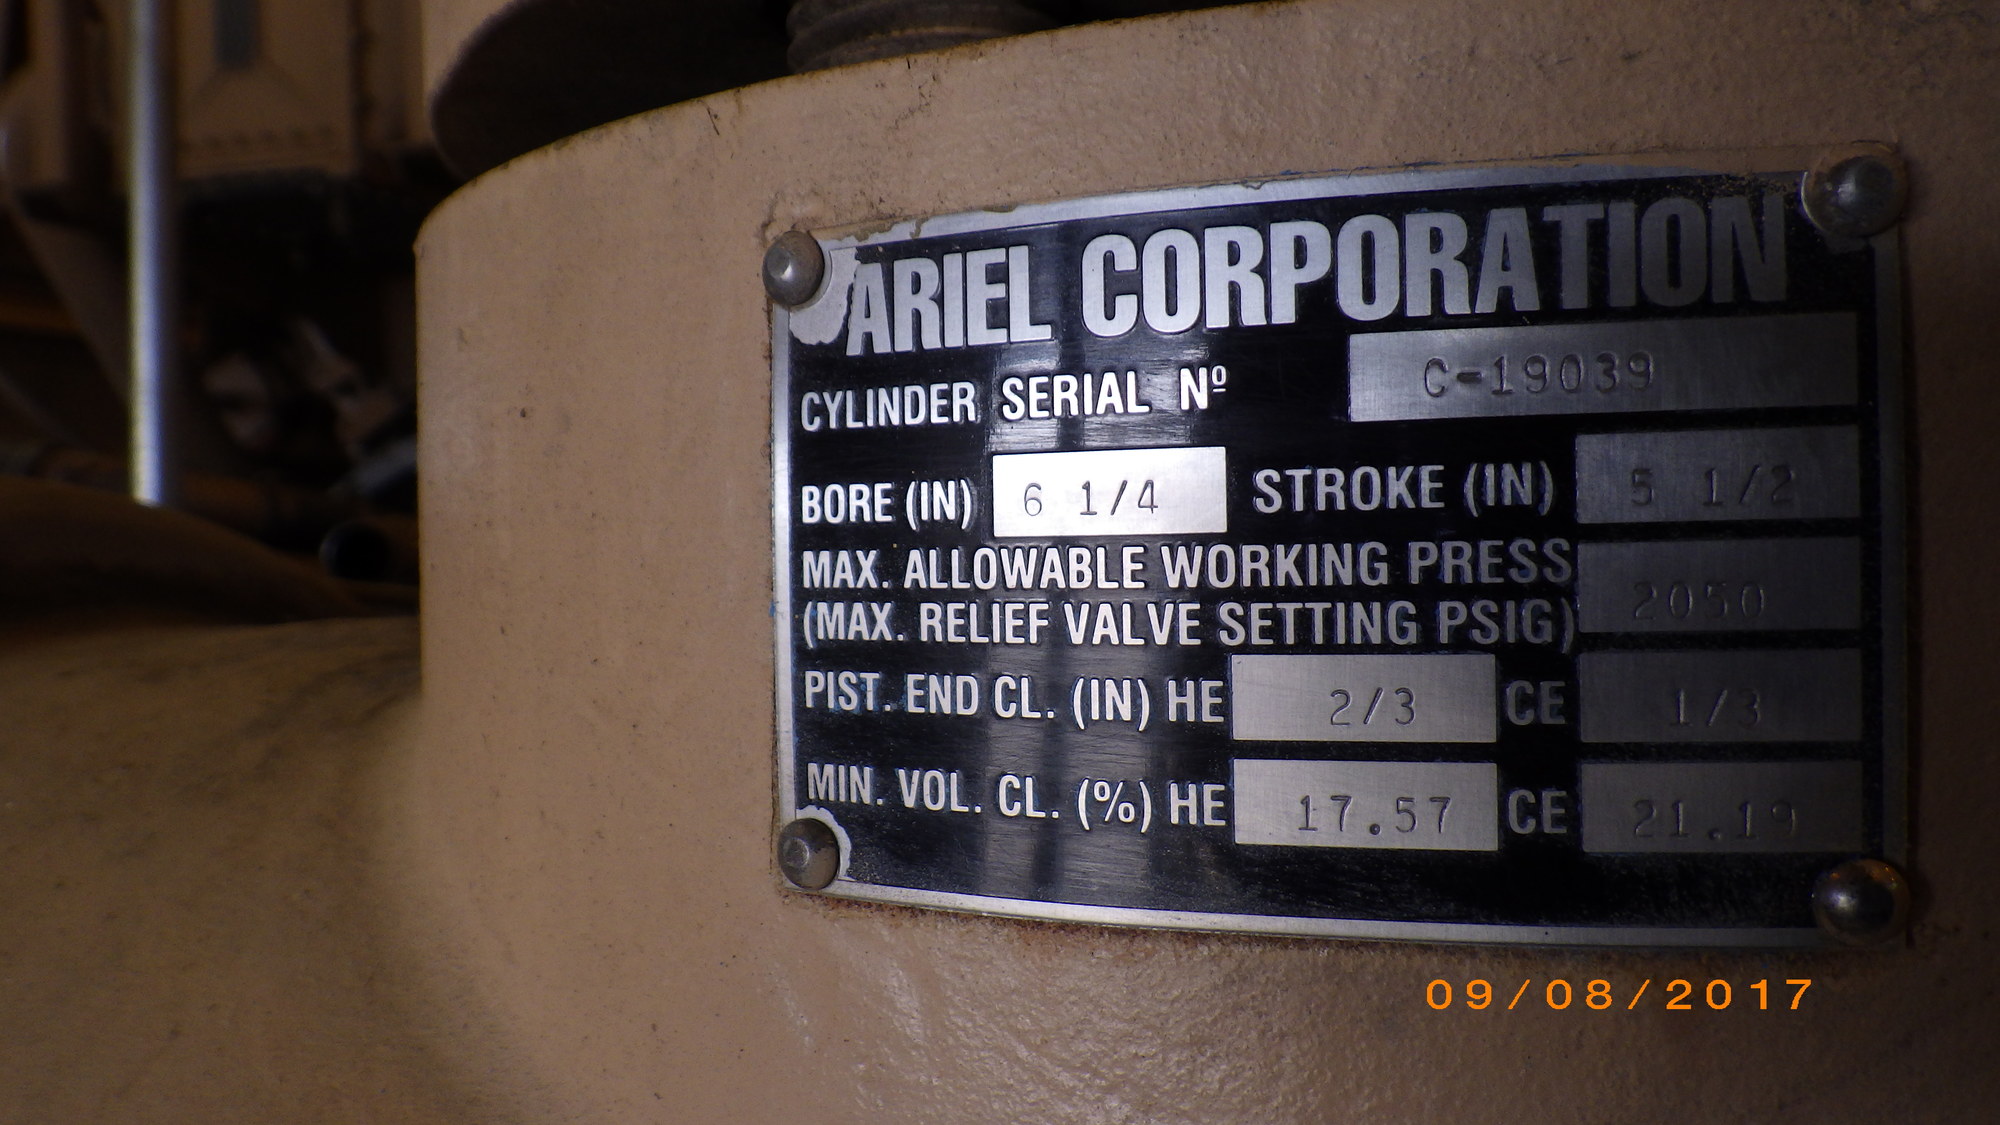 ARIEL CORPORATION
CYLINDER SERIAL Nº C-19039
BORE (IN) 6 1/4 STROKE (IN) 5 1/2
MAX. ALLOWABLE WORKING PRESS
(MAX. RELIEF VALVE SETTING PSIG) 2050
PIST. END CL. (IN) HE 2/3 CE 1/3
MIN. VOL. CL. (%) HE 17.57 CE 21.19
09/08/2017